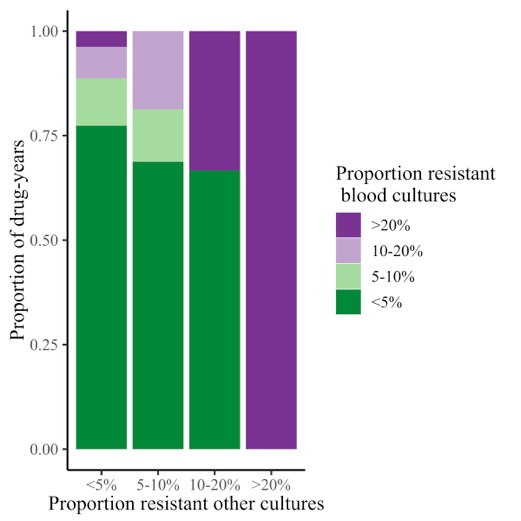 1.00
0.75
0.50
0.25
0.00
Proportion of drug-years
<5% 5-10% 10-20% >20%
Proportion resistant other cultures
Proportion resistant
blood cultures
>20%
10-20%
5-10%
<5%